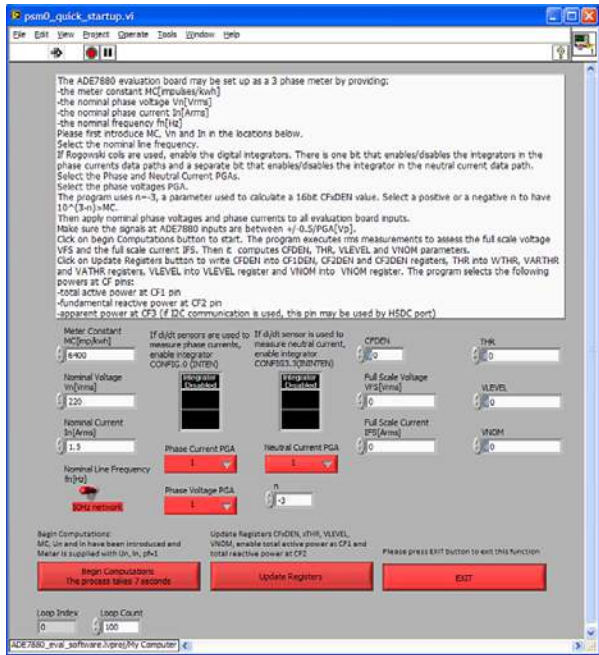 psm0_quick_startup.vi
File Edit View Project Operate Tools Window Help
The ADE7880 evaluation board may be set up as a 3 phase meter by providing:
-the meter constant MC[impulses/kwh]
-the nominal phase voltage Vn[Vrms]
-the nominal phase current In[Arms]
-the nominal frequency fn[Hz]
Please first introduce MC, Vn and In in the locations below.
Select the nominal line frequency.
If Rogowski coils are used, enable the digital integrators. There is one bit that enables/disables the integrators in the
phase currents data paths and a separate bit that enables/disables the integrator in the neutral current data path.
Select the Phase and Neutral Current PGAs.
Select the phase voltages PGA.
The program uses n=-3, a parameter used to calculate a 16bit CFxDEN value. Select a positive or a negative n to have
10^(3-n)>MC.
Then apply nominal phase voltages and phase currents to all evaluation board inputs.
Make sure the signals at ADE7880 inputs are between +/-0.5/PGA[Vp].
Click on begin Computations button to start. The program executes rms measurements to assess the full scale voltage
VFS and the full scale current IFS. Then it computes CFDEN, THR, VLEVEL and VNOM parameters.
Click on Update Registers button to write CFDEN into CF1DEN, CF2DEN and CF3DEN registers, THR into WTHR, VARTHR
and VATHR registers, VLEVEL into VLEVEL register and VNOM into VNOM register. The program selects the following
powers at CF pins:
-total active power at CF1 pin
-fundamental reactive power at CF2 pin
-apparent power at CF3 (if I2C communication is used, this pin may be used by HSDC port)
Meter Constant
MC[imp/kwh]
6400
If di/dt sensors are used to
measure phase currents,
enable integrator
CONFIG.0 (INTEN)
If di/dt sensor is used to
measure neutral current,
enable integrator
CONFIG3.3(ININTEN)
CFDEN
0
THR
0
Nominal Voltage
Vn[Vrms]
220
Integrator
Disabled
Integrator
Disabled
Full Scale Voltage
VFS[Vrms]
0
VLEVEL
0
Nominal Current
In[Arms]
1.5
Phase Current PGA
1
Neutral Current PGA
1
Full Scale Current
IFS[Arms]
0
VNOM
0
Nominal Line Frequency
fn[Hz]
50Hz network
Phase Voltage PGA
1
n
-3
Begin Computations:
MC, Un and In have been introduced and
Meter is supplied with Un, In, pf=1
Update Registers CFxDEN, xTHR, VLEVEL,
VNOM, enable total active power at CF1 and
total reactive power at CF2
Please press EXIT button to exit this function
Begin Computations
The process takes 7 seconds
Update Registers
EXIT
Loop Index
0
Loop Count
100
ADE7880_eval_software.lvproj/My Computer